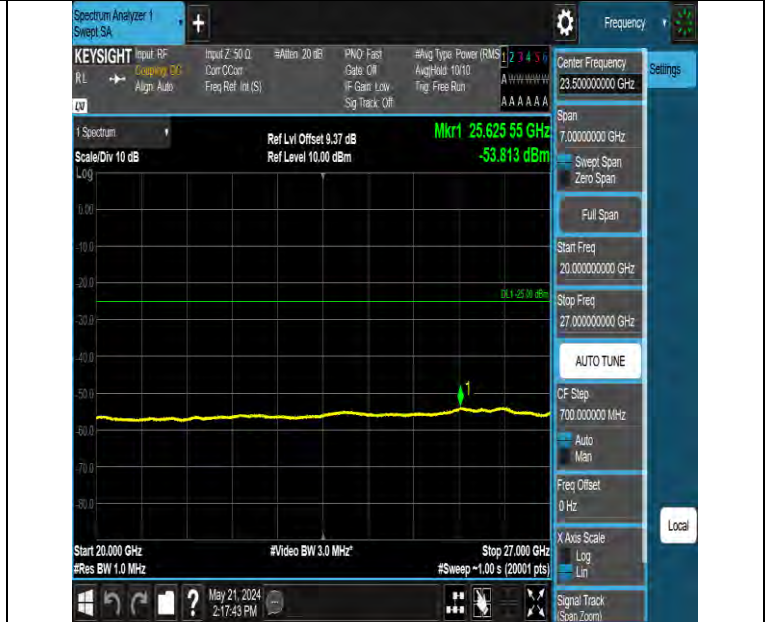 Spectrum Analyzer 1
Swept SA
+
Frequency
KEYSIGHT
RL
Input: RF
Coupling: DC
Align: Auto
Input Z: 50 Ω
Corr CCorr
Freq Ref: Int (S)
#Atten: 20 dB
PNO: Fast
Gate: Off
IF Gain: Low
Sig Track: Off
#Avg Type: Power (RMS
Avg|Hold: 10/10
Trig: Free Run
1 2 3 4 5 6
A W W W W W
A A A A A A
LXI
1 Spectrum
Scale/Div 10 dB
Log
Ref Lvl Offset 9.37 dB
Ref Level 10.00 dBm
Mkr1 25.625 55 GHz
-53.813 dBm
0.00
-10.0
-20.0
DL1 -25.00 dBm
-30.0
-40.0
-50.0
1
-60.0
-70.0
-80.0
Start 20.000 GHz
#Res BW 1.0 MHz
#Video BW 3.0 MHz*
Stop 27.000 GHz
#Sweep ~1.00 s (20001 pts)
?
May 21, 2024
2:17:43 PM
Center Frequency
23.500000000 GHz
Settings
Span
7.00000000 GHz
Swept Span
Zero Span
Full Span
Start Freq
20.000000000 GHz
Stop Freq
27.000000000 GHz
AUTO TUNE
CF Step
700.000000 MHz
Auto
Man
Freq Offset
0 Hz
X Axis Scale
Log
Lin
Local
Signal Track
(Span Zoom)